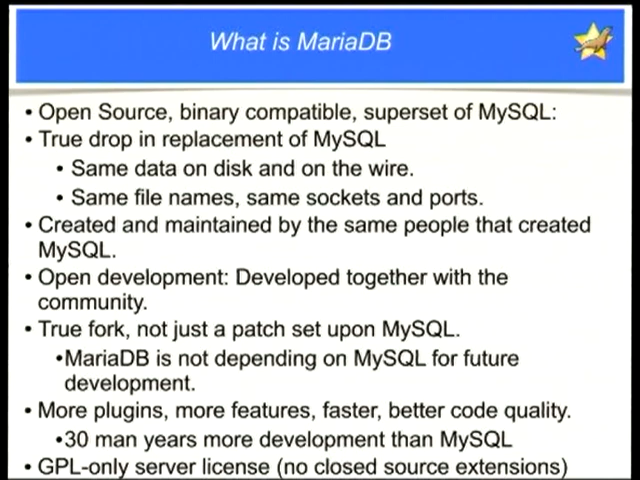 What is MariaDB
• Open Source, binary compatible, superset of MySQL:
• True drop in replacement of MySQL
• Same data on disk and on the wire.
• Same file names, same sockets and ports.
• Created and maintained by the same people that created
MySQL.
• Open development: Developed together with the
community.
• True fork, not just a patch set upon MySQL.
•MariaDB is not depending on MySQL for future
development.
• More plugins, more features, faster, better code quality.
•30 man years more development than MySQL
• GPL-only server license (no closed source extensions)